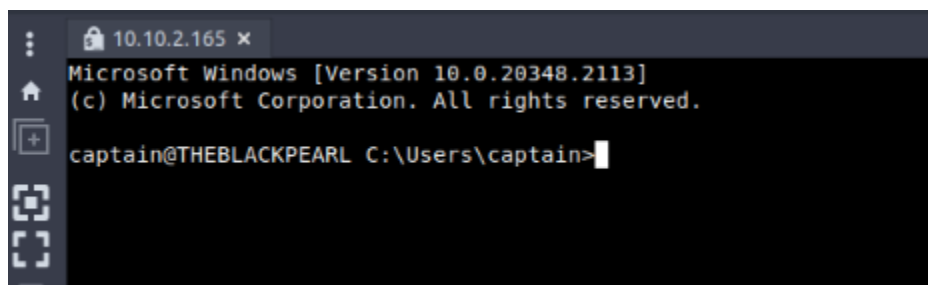 10.10.2.165 ×
Microsoft Windows [Version 10.0.20348.2113]
(c) Microsoft Corporation. All rights reserved.
captain@THEBLACKPEARL C:\Users\captain>